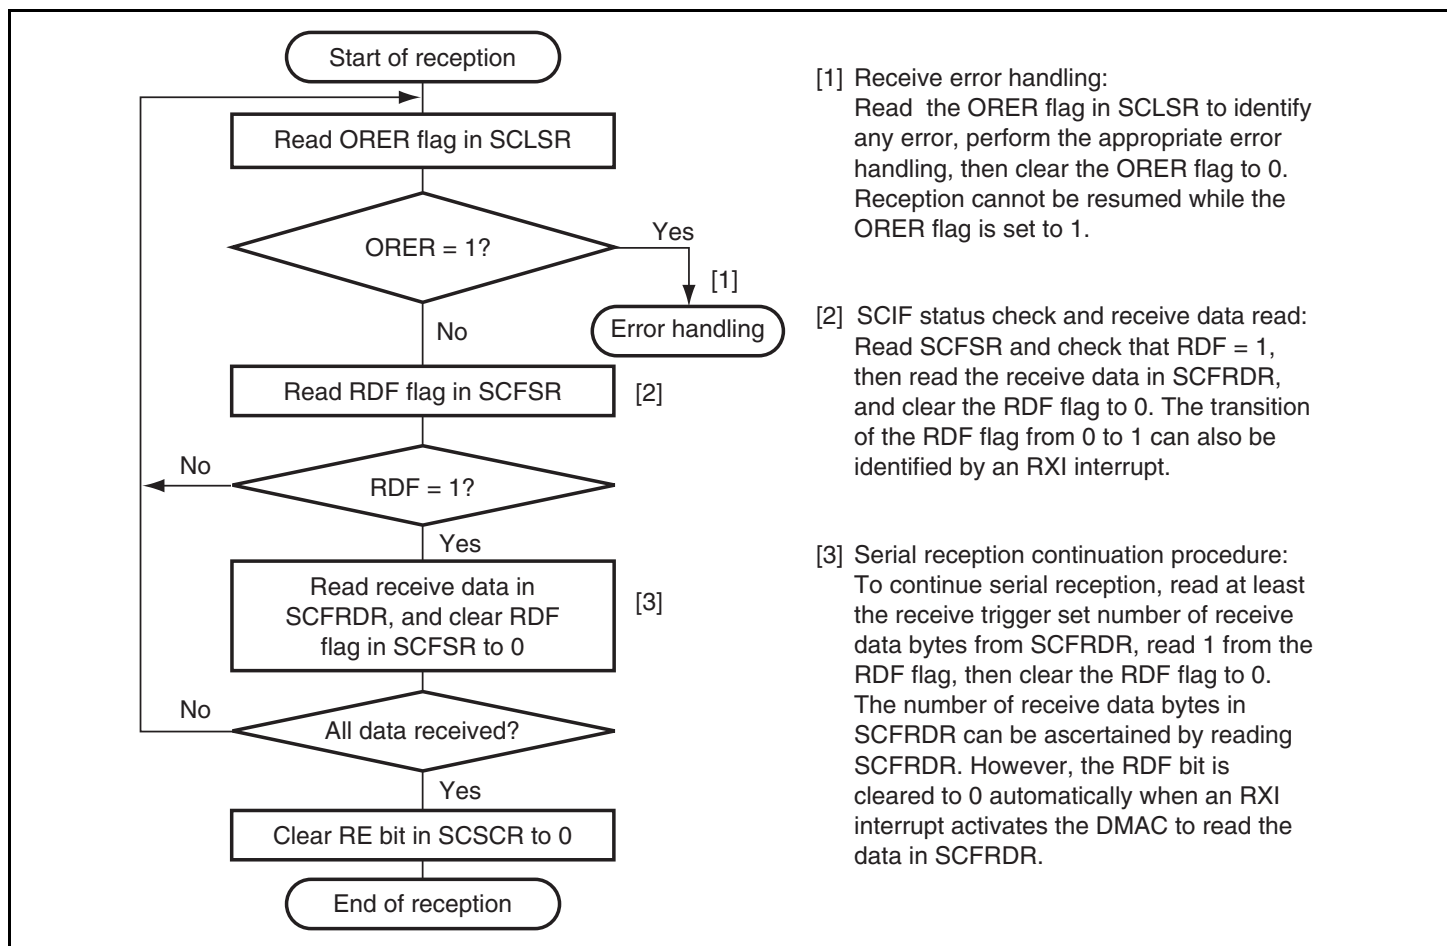 Start of reception
Read ORER flag in SCLSR
ORER = 1?
Yes
[1]
Error handling
No
Read RDF flag in SCFSR
[2]
No
RDF = 1?
Yes
Read receive data in
SCFRDR, and clear RDF
flag in SCFSR to 0
[3]
No
All data received?
Yes
Clear RE bit in SCSCR to 0
End of reception
[1] Receive error handling:
Read the ORER flag in SCLSR to identify
any error, perform the appropriate error
handling, then clear the ORER flag to 0.
Reception cannot be resumed while the
ORER flag is set to 1.
[2] SCIF status check and receive data read:
Read SCFSR and check that RDF = 1,
then read the receive data in SCFRDR,
and clear the RDF flag to 0. The transition
of the RDF flag from 0 to 1 can also be
identified by an RXI interrupt.
[3] Serial reception continuation procedure:
To continue serial reception, read at least
the receive trigger set number of receive
data bytes from SCFRDR, read 1 from the
RDF flag, then clear the RDF flag to 0.
The number of receive data bytes in
SCFRDR can be ascertained by reading
SCFRDR. However, the RDF bit is
cleared to 0 automatically when an RXI
interrupt activates the DMAC to read the
data in SCFRDR.